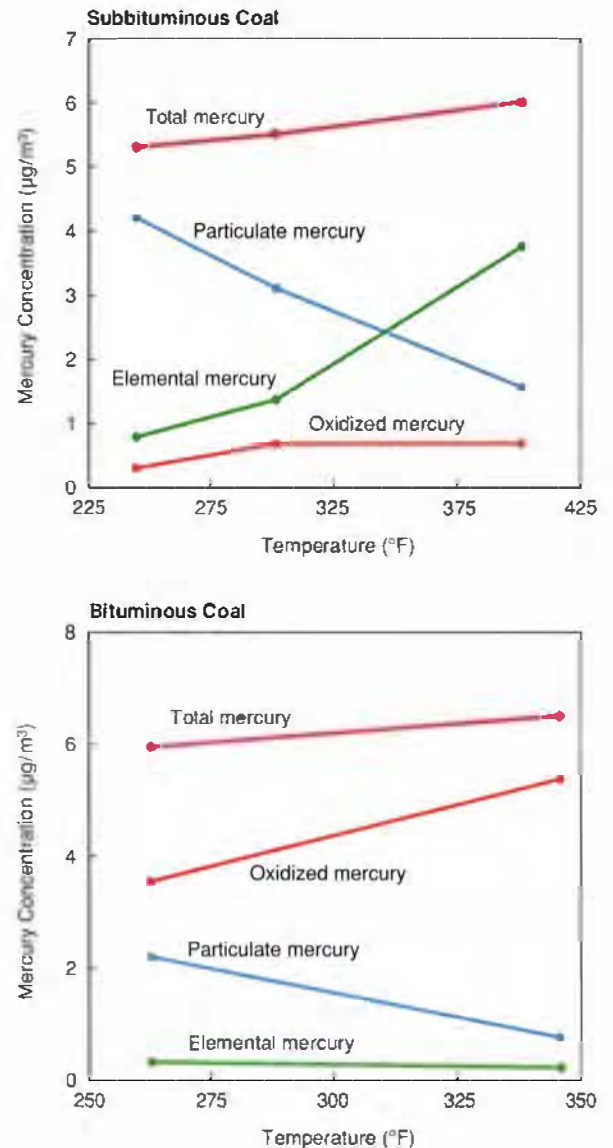 Subbituminous Coal
7
6
5
4
3
2
1
0
Mercury Concentration (µg/m³)
Total mercury
Particulate mercury
Elemental mercury
Oxidized mercury
225 275 325 375 425
Temperature (°F)
Bituminous Coal
8
6
4
2
0
Mercury Concentration (µg/m³)
Total mercury
Oxidized mercury
Particulate mercury
Elemental mercury
250 275 300 325 350
Temperature (°F)